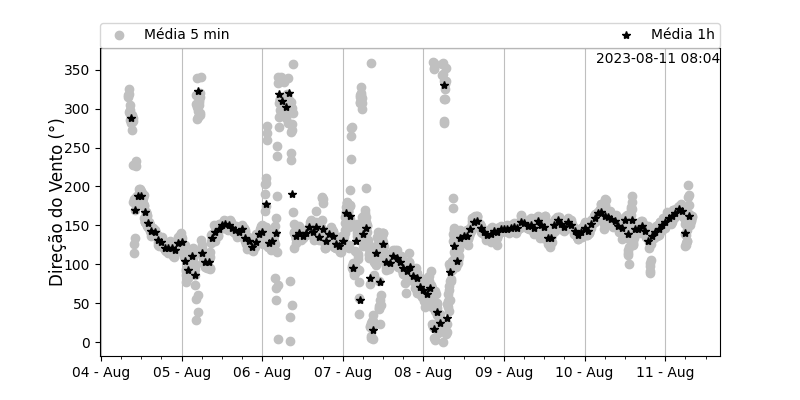 Média 5 min
Média 1h
2023-08-11 08:04
Direção do Vento (°)
350
300
250
200
150
100
50
0
04 - Aug
05 - Aug
06 - Aug
07 - Aug
08 - Aug
09 - Aug
10 - Aug
11 - Aug